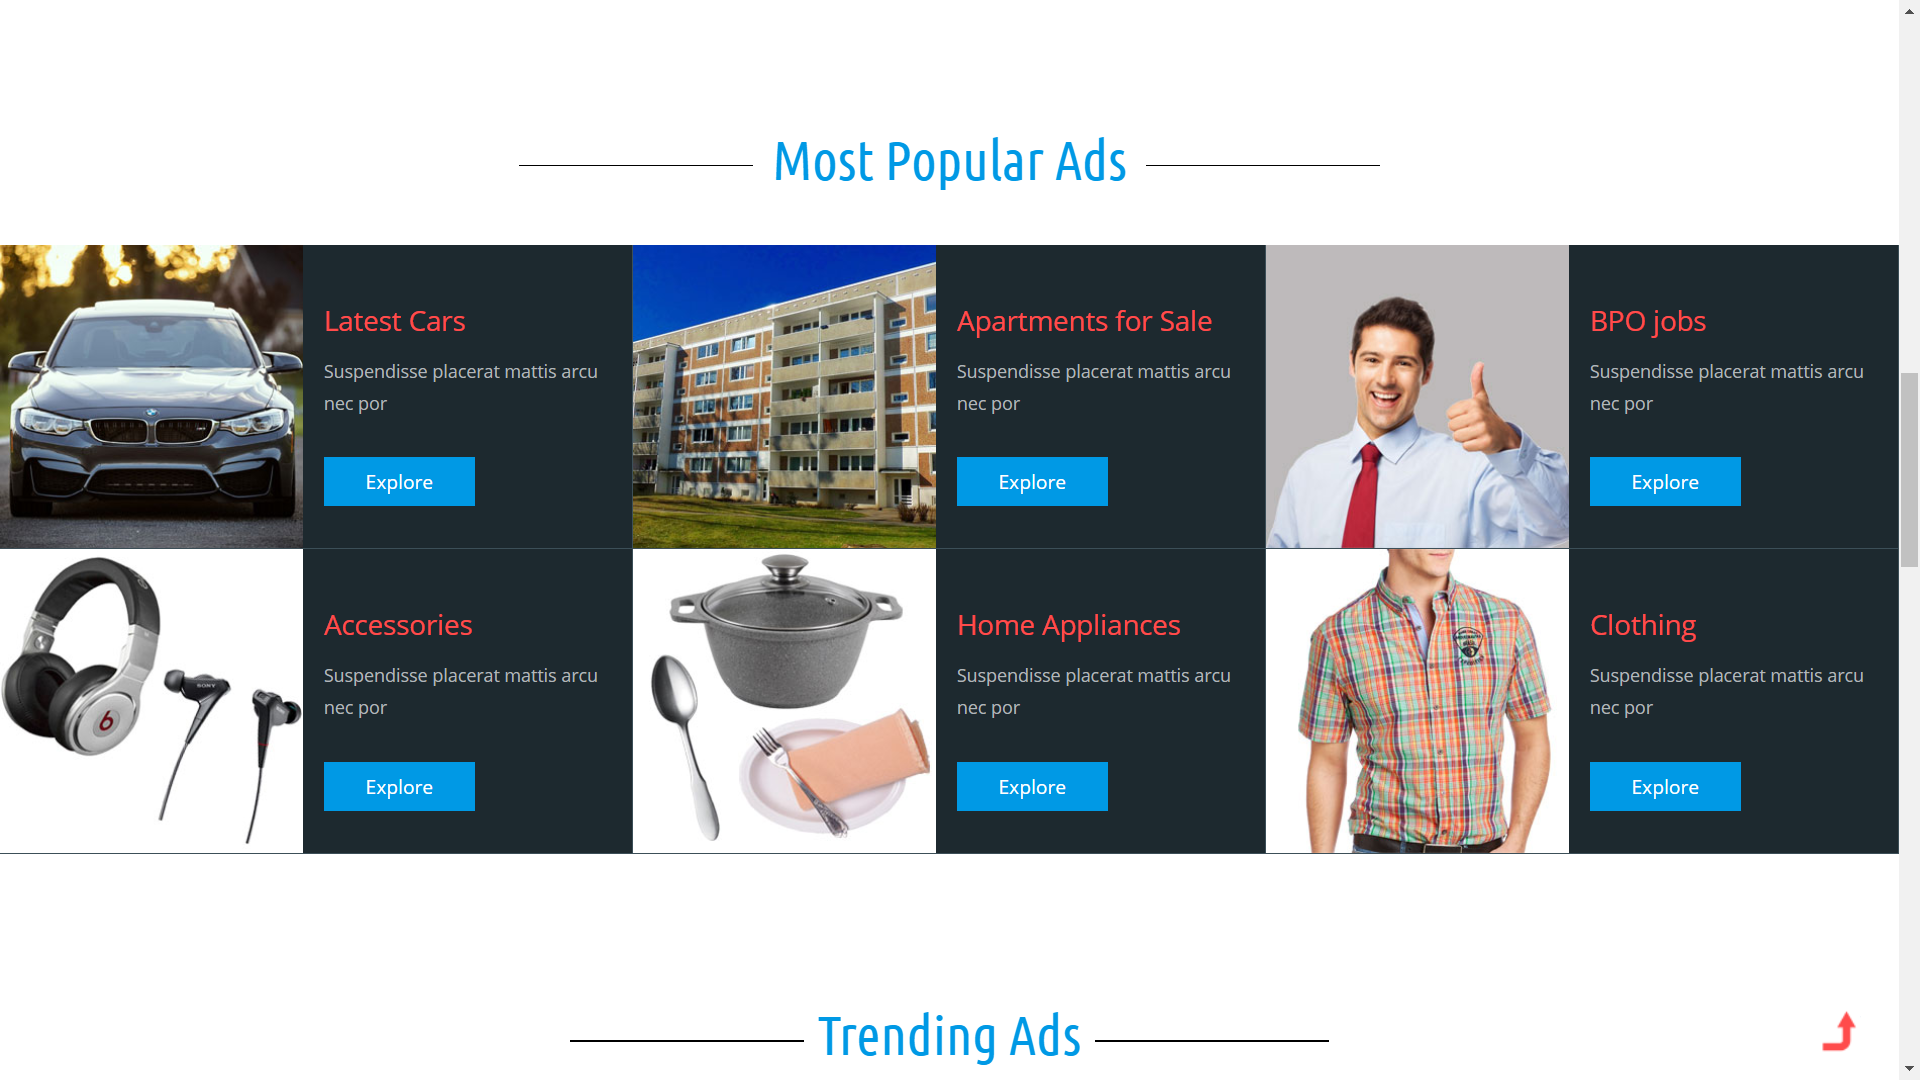 Most Popular Ads
Latest Cars
Suspendisse placerat mattis arcu
nec por
Explore
Apartments for Sale
Suspendisse placerat mattis arcu
nec por
Explore
BPO jobs
Suspendisse placerat mattis arcu
nec por
Explore
SONY
Accessories
Suspendisse placerat mattis arcu
nec por
Explore
Home Appliances
Suspendisse placerat mattis arcu
nec por
Explore
Clothing
Suspendisse placerat mattis arcu
nec por
Explore
Trending Ads